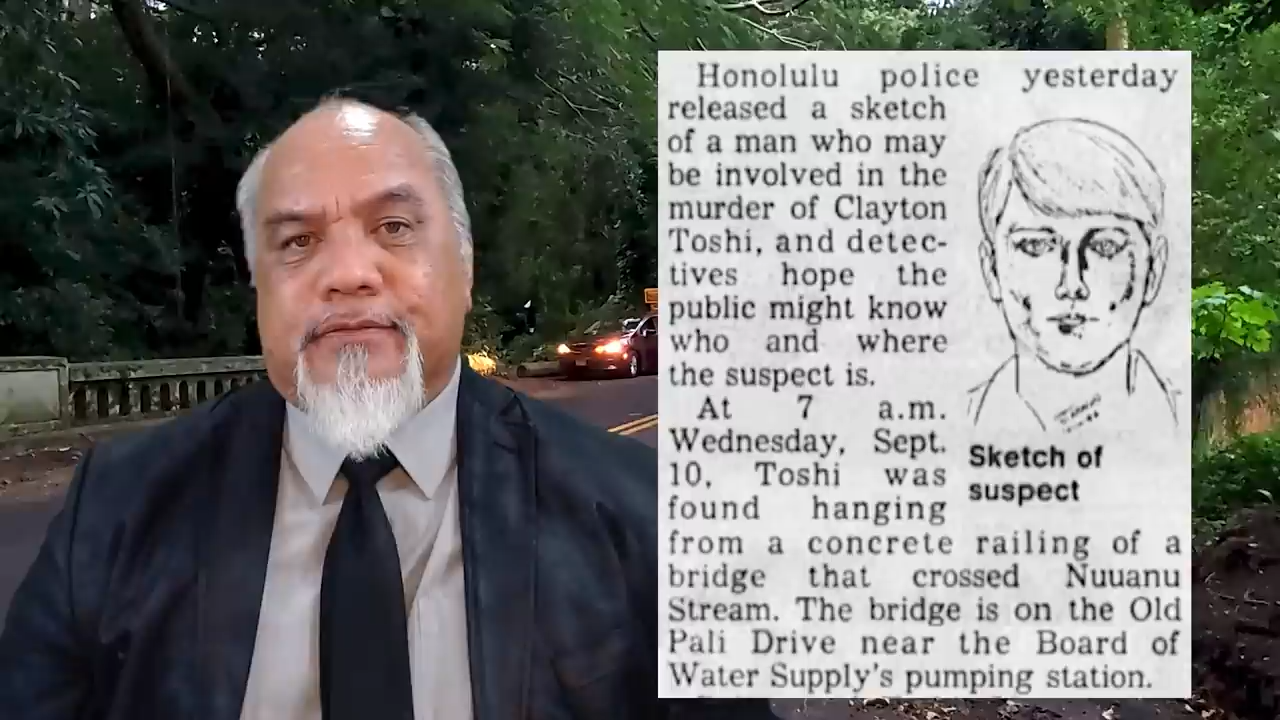 Honolulu police yesterday
released a sketch
of a man who may
be involved in the
murder of Clayton
Toshi, and detec-
tives hope the
public might know
who and where
the suspect is.
At 7 a.m.
Wednesday, Sept.
10, Toshi was
found hanging
from a concrete railing of a
bridge that crossed Nuuanu
Stream. The bridge is on the Old
Pali Drive near the Board of
Water Supply's pumping station.
Sketch of
suspect